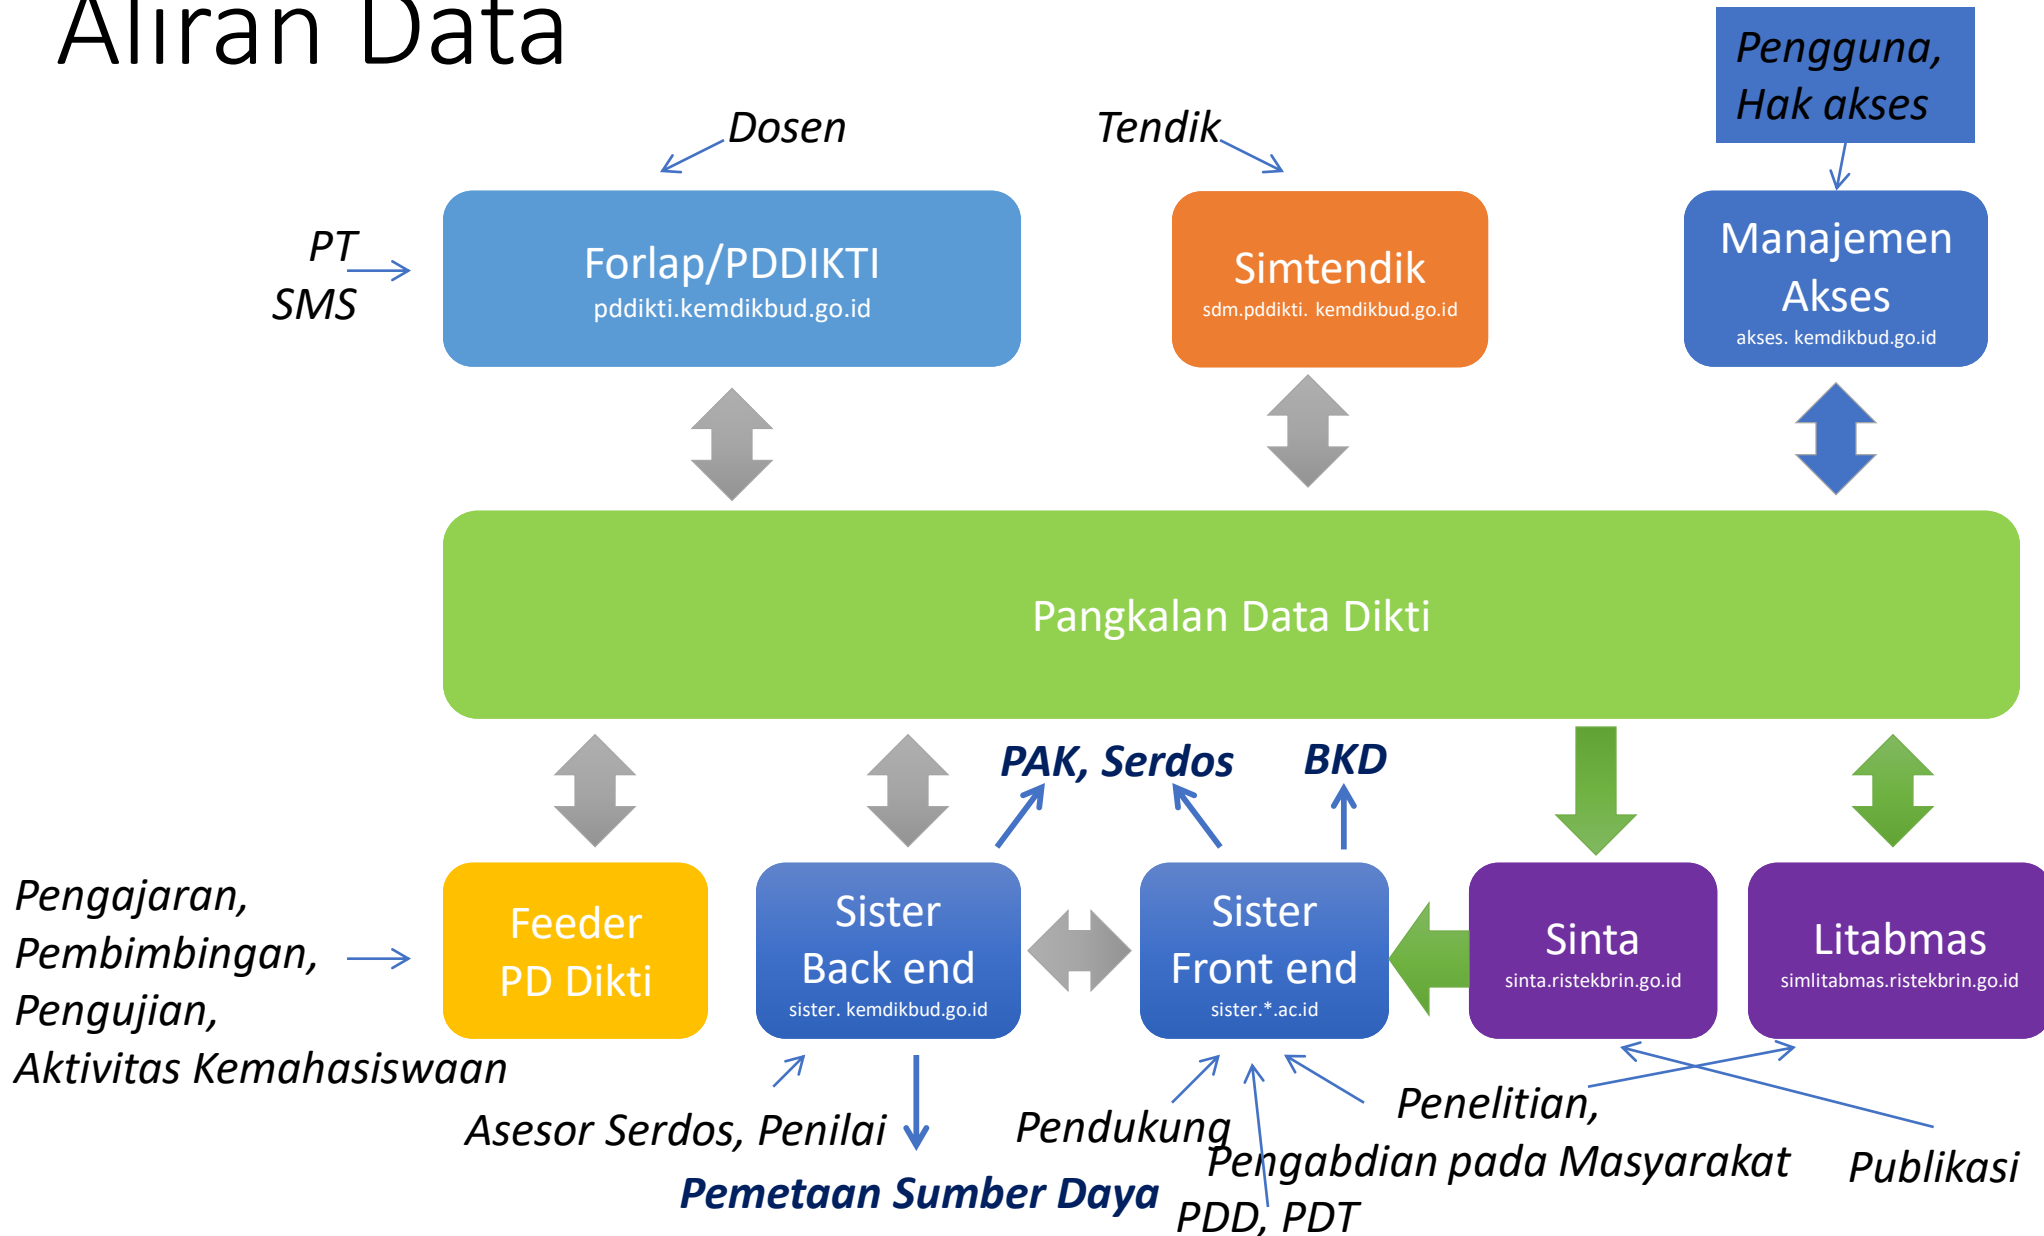 Aliran Data
Pengguna,
Hak akses
Dosen
Tendik
PT
SMS
Forlap/PDDIKTI
pddikti.kemdikbud.go.id
Simtendik
sdm.pddikti. kemdikbud.go.id
Manajemen
Akses
akses. kemdikbud.go.id
Pangkalan Data Dikti
PAK, Serdos
BKD
Pengajaran,
Pembimbingan,
Pengujian,
Aktivitas Kemahasiswaan
Feeder
PD Dikti
Sister
Back end
sister. kemdikbud.go.id
Sister
Front end
sister.*.ac.id
Sinta
sinta.ristekbrin.go.id
Litabmas
simlitabmas.ristekbrin.go.id
Asesor Serdos, Penilai
Pemetaan Sumber Daya
Pendukung
PDD, PDT
Penelitian,
Pengabdian pada Masyarakat
Publikasi